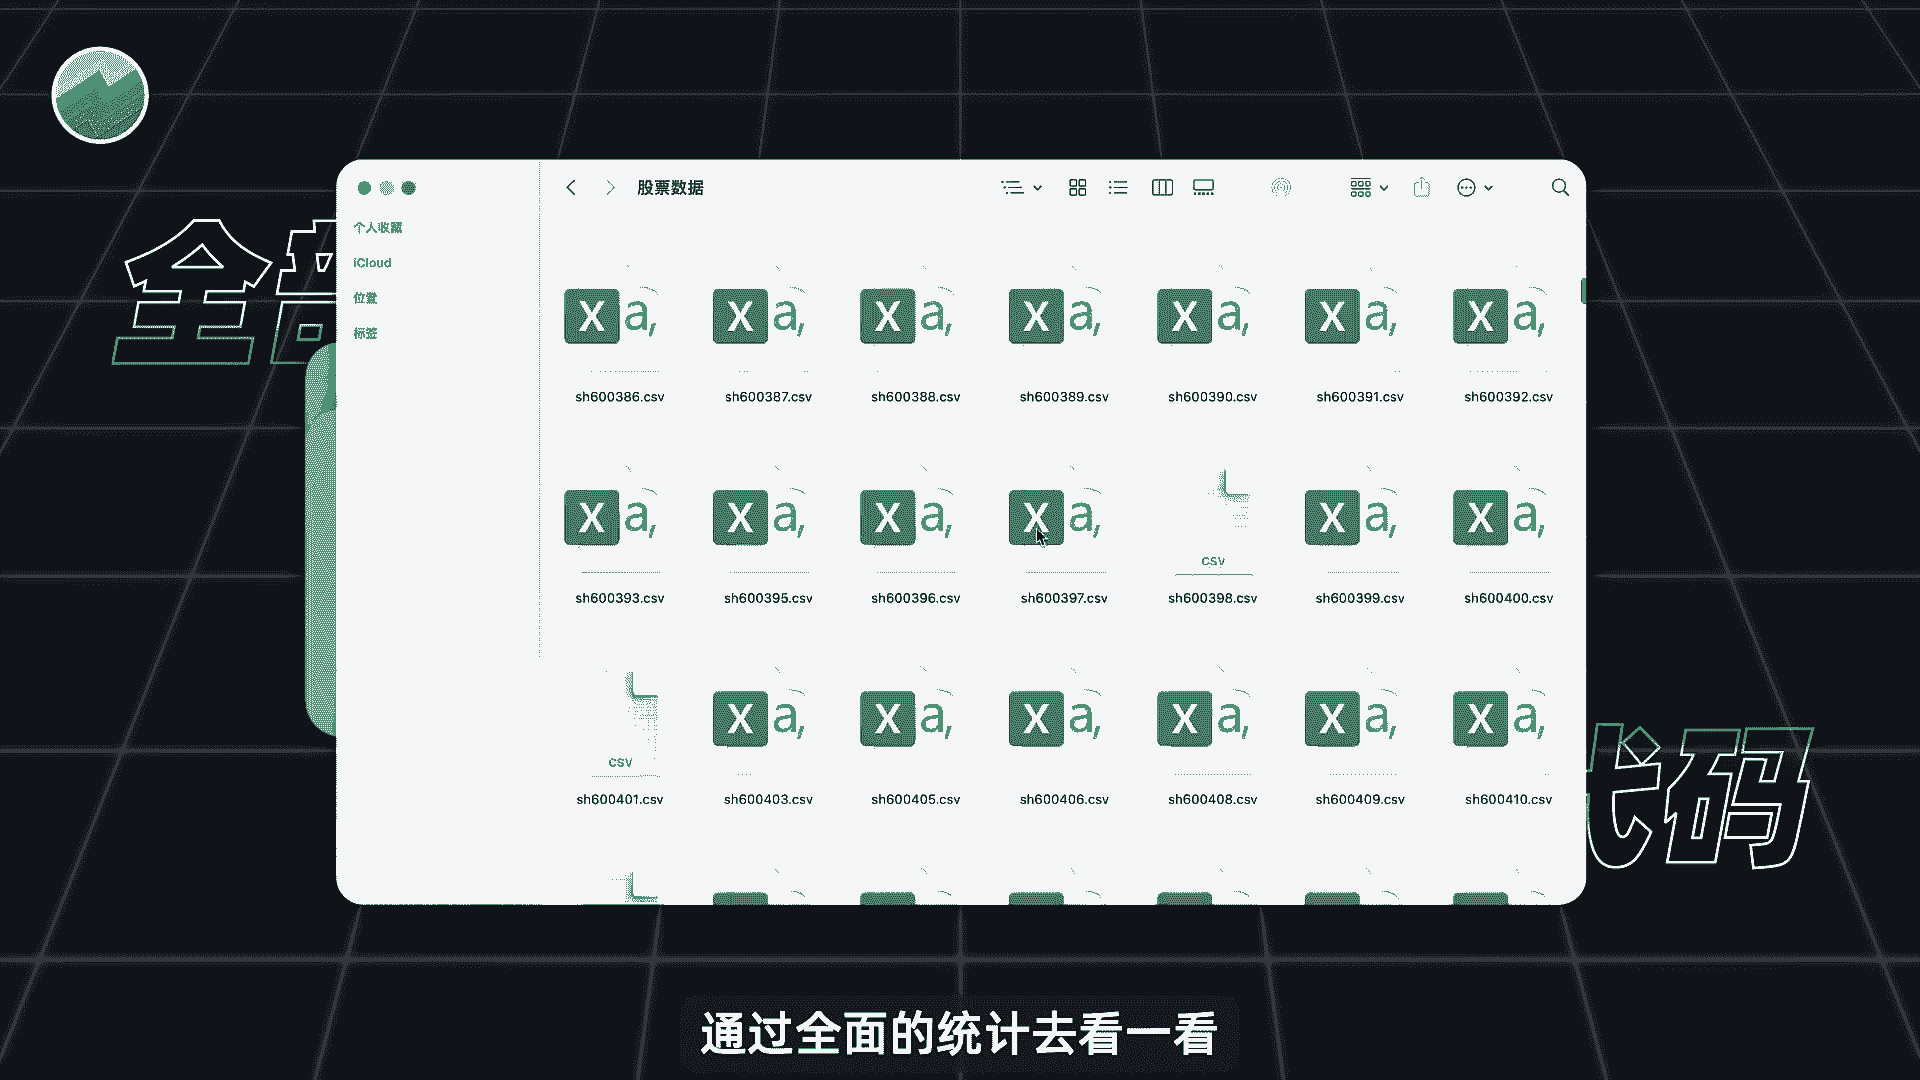 股票数据
个人收藏
iCloud
位置
标签
全部
X a, X a, X a, X a, X a, X a, X a,
sh600386.csv sh600387.csv sh600388.csv sh600389.csv sh600390.csv sh600391.csv sh600392.csv
X a, X a, X a, X a, CSV X a, X a,
sh600393.csv sh600395.csv sh600396.csv sh600397.csv sh600398.csv sh600399.csv sh600400.csv
CSV X a, X a, X a, X a, X a, X a,
sh600401.csv sh600403.csv sh600405.csv sh600406.csv sh600408.csv sh600409.csv sh600410.csv
代码
通过全面的统计去看一看